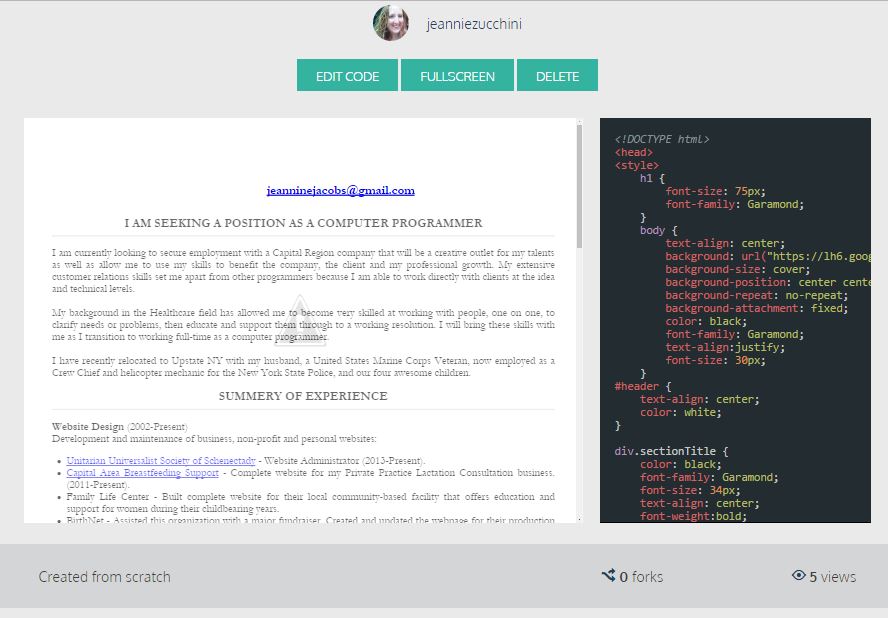 jeanniezucchini
EDIT CODE FULLSCREEN DELETE
jeanninejacobs@gmail.com
I AM SEEKING A POSITION AS A COMPUTER PROGRAMMER
I am currently looking to secure employment with a Capital Region company that will be a creative outlet for my talents
as well as allow me to use my skills to benefit the company, the client and my professional growth. My extensive
customer relations skills set me apart from other programmers because I am able to work directly with clients at the idea
and technical levels.
My background in the Healthcare field has allowed me to become very skilled at working with people, one on one, to
clarify needs or problems, then educate and support them through to a working resolution. I will bring these skills with
me as I transition to working full-time as a computer programmer.
I have recently relocated to Upstate NY with my husband, a United States Marine Corps Veteran, now employed as a
Crew Chief and helicopter mechanic for the New York State Police, and our four awesome children.
SUMMERY OF EXPERIENCE
Website Design (2002-Present)
Development and maintenance of business, non-profit and personal websites:
• Unitarian Universalist Society of Schenectady - Website Administrator (2013-Present).
• Capital Area Breastfeeding Support - Complete website for my Private Practice Lactation Consultation business.
(2011-Present).
• Family Life Center - Built complete website for their local community-based facility that offers education and
support for women during their childbearing years.
• BirthNet - Assisted this organization with a major fundraiser. Created and updated the webpage for their production
<!DOCTYPE html>
<head>
<style>
h1 {
font-size: 75px;
font-family: Garamond;
}
body {
text-align: center;
background: url("https://lh6.goog
background-size: cover;
background-position: center cente
background-repeat: no-repeat;
background-attachment: fixed;
color: black;
font-family: Garamond;
text-align:justify;
font-size: 30px;
}
#header {
text-align: center;
color: white;
}
div.sectionTitle {
color: black;
font-family: Garamond;
font-size: 34px;
text-align: center;
font-weight:bold;
Created from scratch
0 forks
5 views